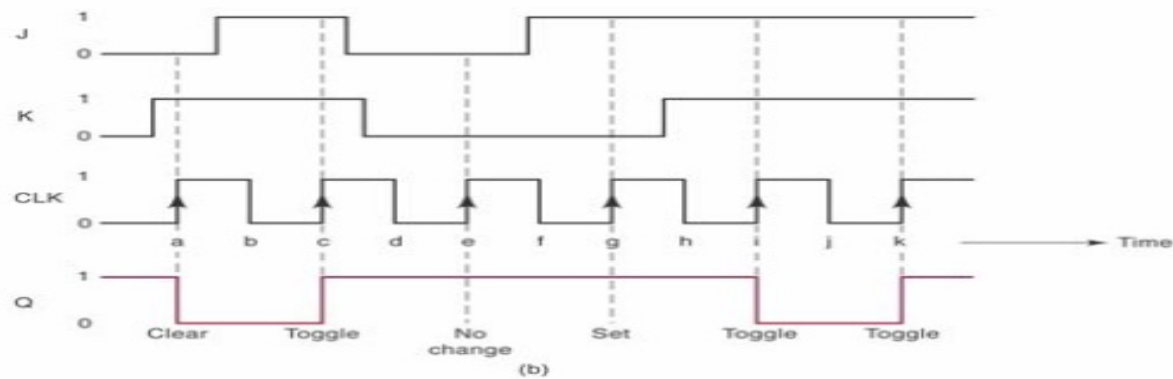 1
J
0
1
K
0
1
CLK
0
a b c d e f g h i j k
Time
1
Q
0
Clear Toggle No Set Toggle Toggle
change
(b)